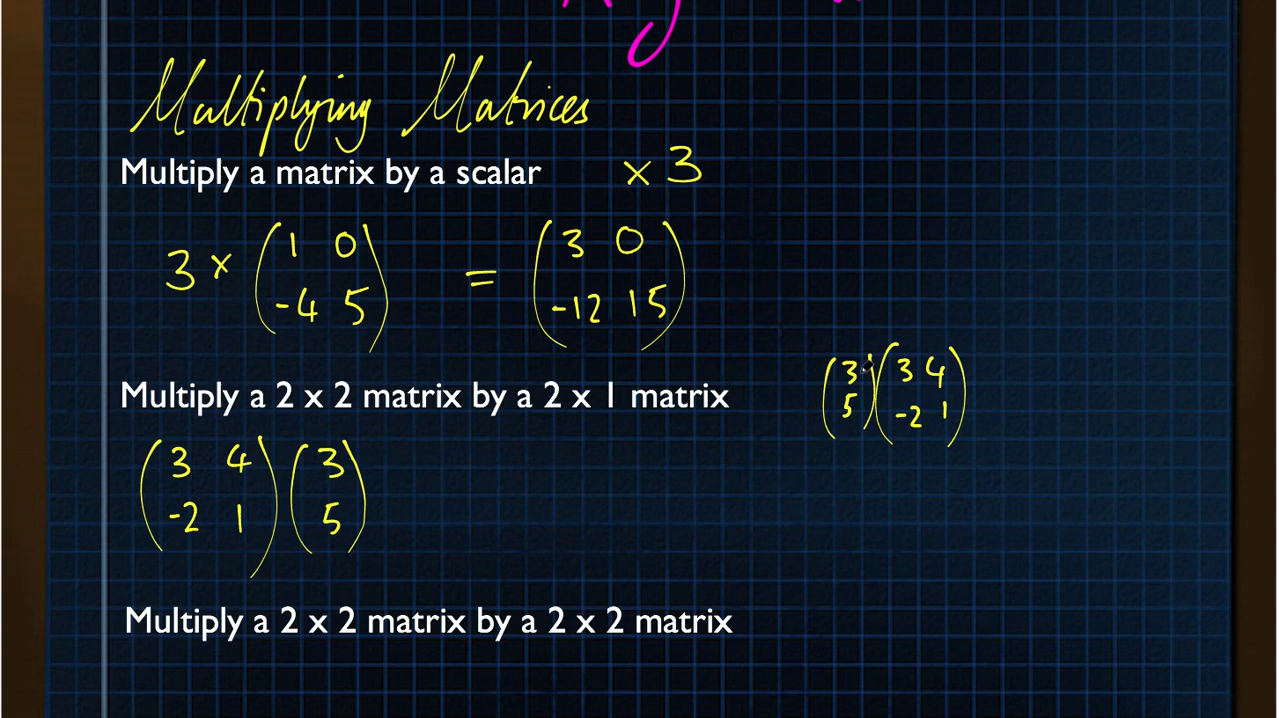 Multiplying Matrices
Multiply a matrix by a scalar × 3
3 × (1 0) = (3 0)
(-4 5) (-12 15)
Multiply a 2 x 2 matrix by a 2 x 1 matrix
(3) (3 4)
(5) (-2 1)
(3 4) (3)
(-2 1) (5)
Multiply a 2 x 2 matrix by a 2 x 2 matrix